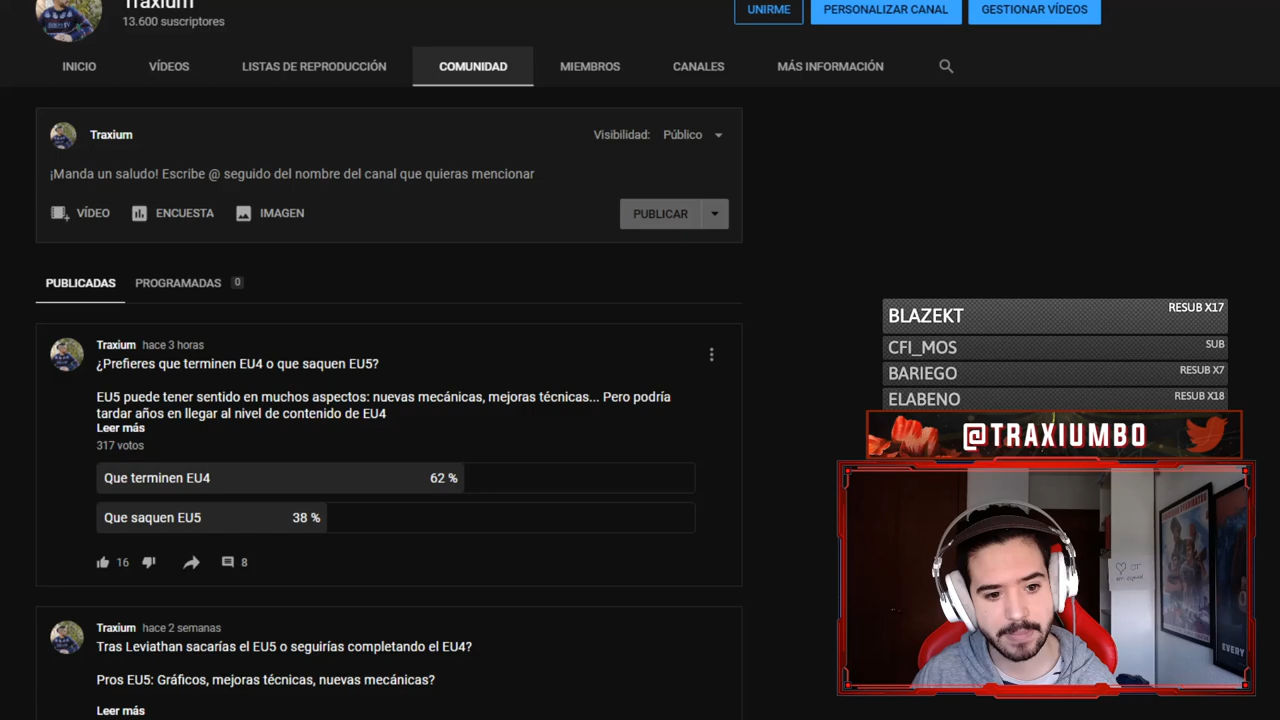 Traxium
13.600 suscriptores
UNIRME
PERSONALIZAR CANAL
GESTIONAR VÍDEOS
INICIO
VÍDEOS
LISTAS DE REPRODUCCIÓN
COMUNIDAD
MIEMBROS
CANALES
MÁS INFORMACIÓN
Traxium
Visibilidad: Público
¡Manda un saludo! Escribe @ seguido del nombre del canal que quieras mencionar
VÍDEO
ENCUESTA
IMAGEN
PUBLICAR
PUBLICADAS
PROGRAMADAS 0
Traxium hace 3 horas
¿Prefieres que terminen EU4 o que saquen EU5?
EU5 puede tener sentido en muchos aspectos: nuevas mecánicas, mejoras técnicas... Pero podría
tardar años en llegar al nivel de contenido de EU4
Leer más
317 votos
Que terminen EU4 62 %
Que saquen EU5 38 %
16
8
Traxium hace 2 semanas
Tras Leviathan sacarías el EU5 o seguirías completando el EU4?
Pros EU5: Gráficos, mejoras técnicas, nuevas mecánicas?
Leer más
BLAZEKT RESUB X17
CFI_MOS SUB
BARIEGO RESUB X7
ELABENO RESUB X18
@TRAXIUMBO
EVERY